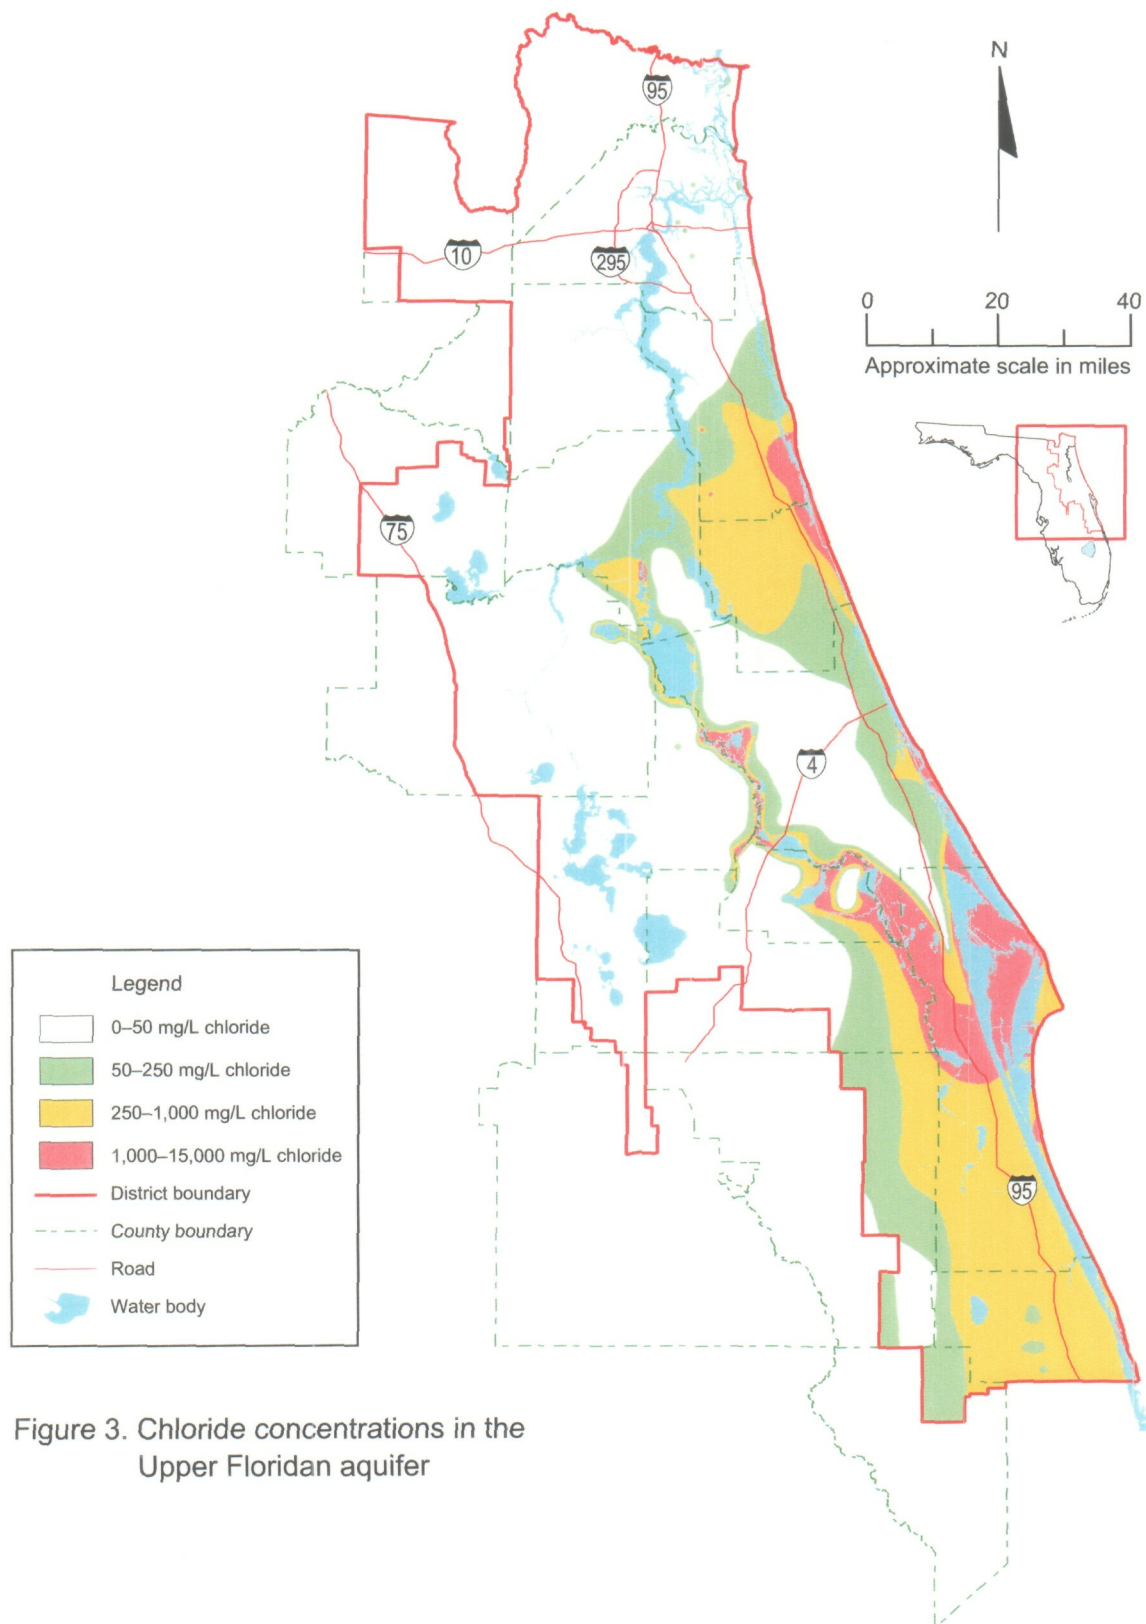 N
95
10
295
0 20 40
Approximate scale in miles
75
4
95
Legend
0–50 mg/L chloride
50–250 mg/L chloride
250–1,000 mg/L chloride
1,000–15,000 mg/L chloride
District boundary
County boundary
Road
Water body
Figure 3. Chloride concentrations in the
Upper Floridan aquifer